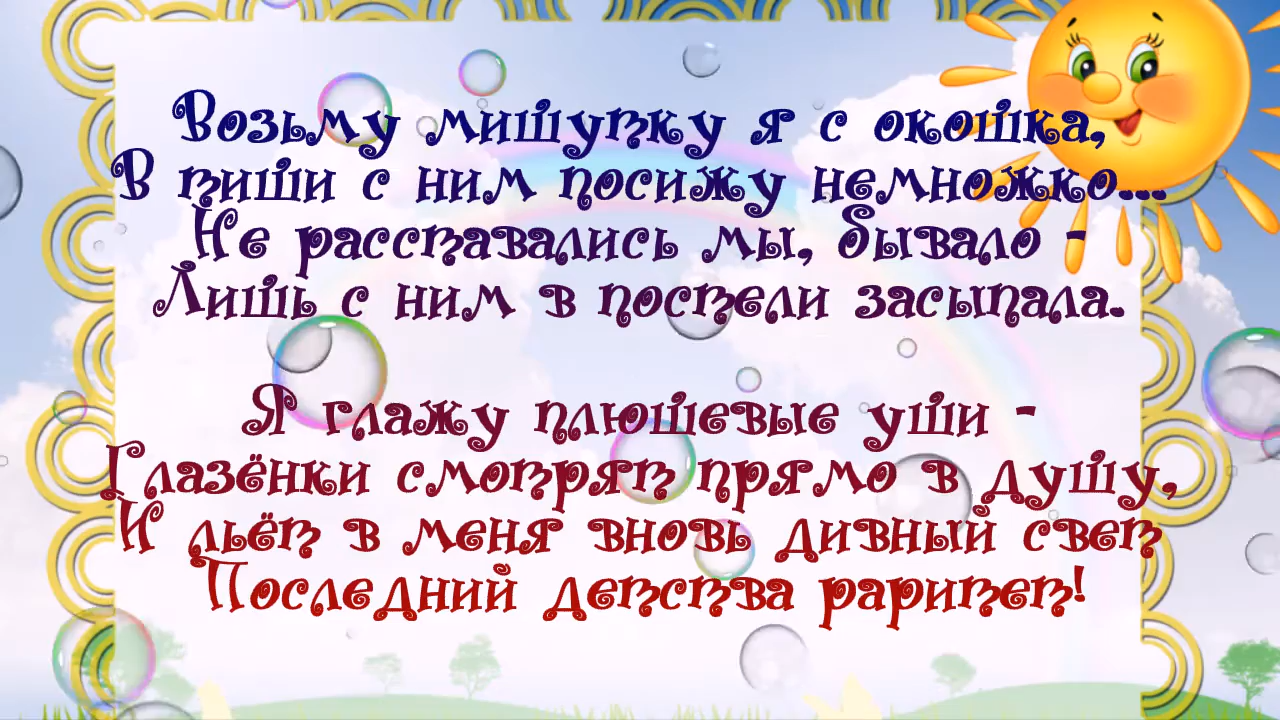 Возьму мишутку я с окошка,
В тиши с ним посижу немножко...
Не расставались мы, бывало -
Лишь с ним в постели засыпала.
Я глажу плюшевые уши -
Глазёнки смотрят прямо в душу,
И льёт в меня вновь дивный свет
Последний детства раритет!